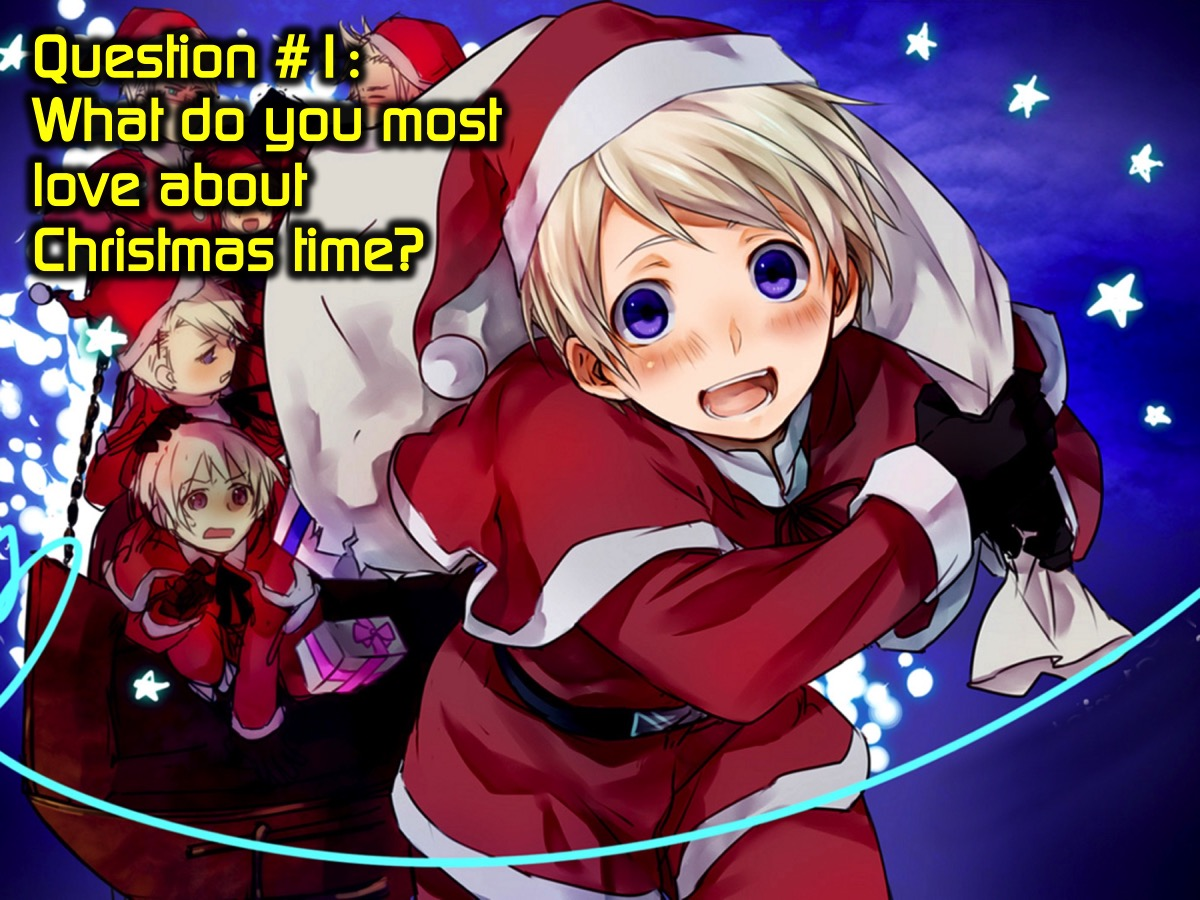 Question #1:
What do you most
love about
Christmas time?